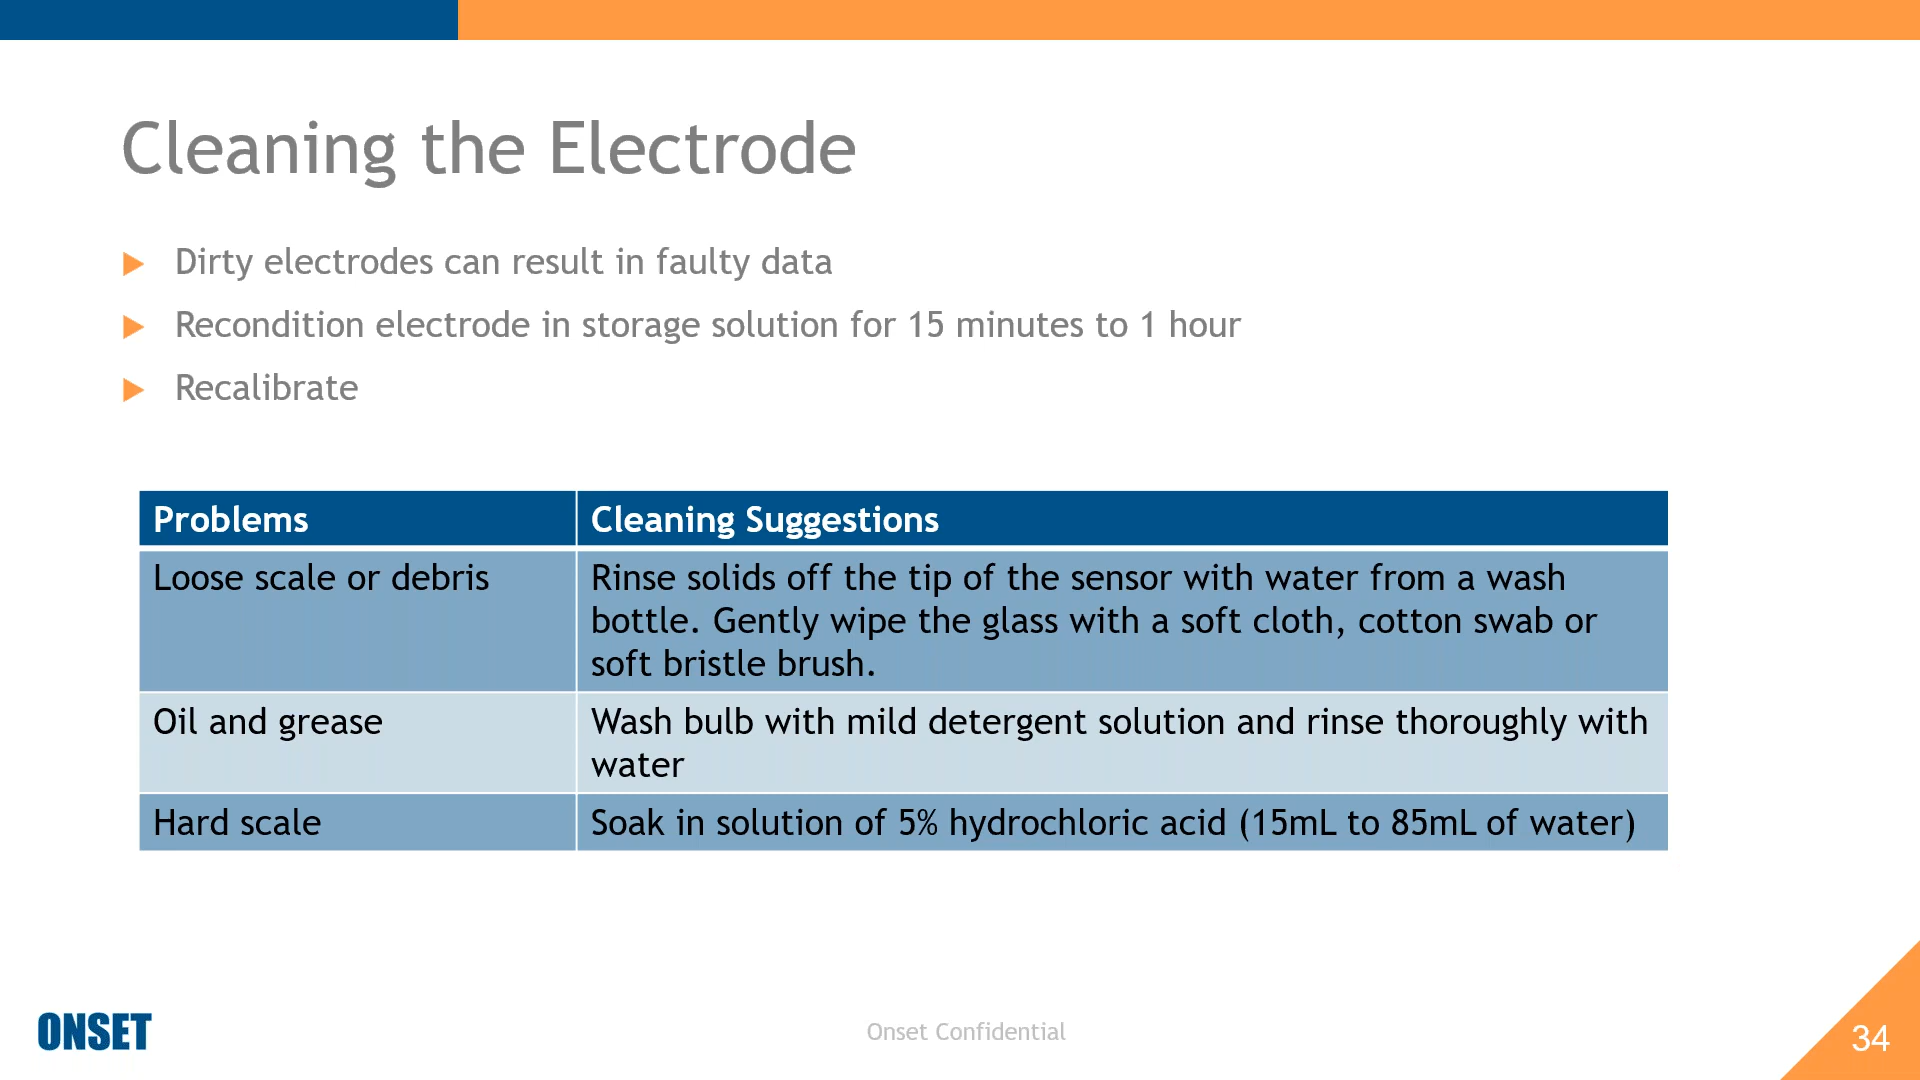 Cleaning the Electrode
Dirty electrodes can result in faulty data
Recondition electrode in storage solution for 15 minutes to 1 hour
Recalibrate
Problems
Cleaning Suggestions
Loose scale or debris
Rinse solids off the tip of the sensor with water from a wash
bottle. Gently wipe the glass with a soft cloth, cotton swab or
soft bristle brush.
Oil and grease
Wash bulb with mild detergent solution and rinse thoroughly with
water
Hard scale
Soak in solution of 5% hydrochloric acid (15mL to 85mL of water)
ONSET
Onset Confidential
34